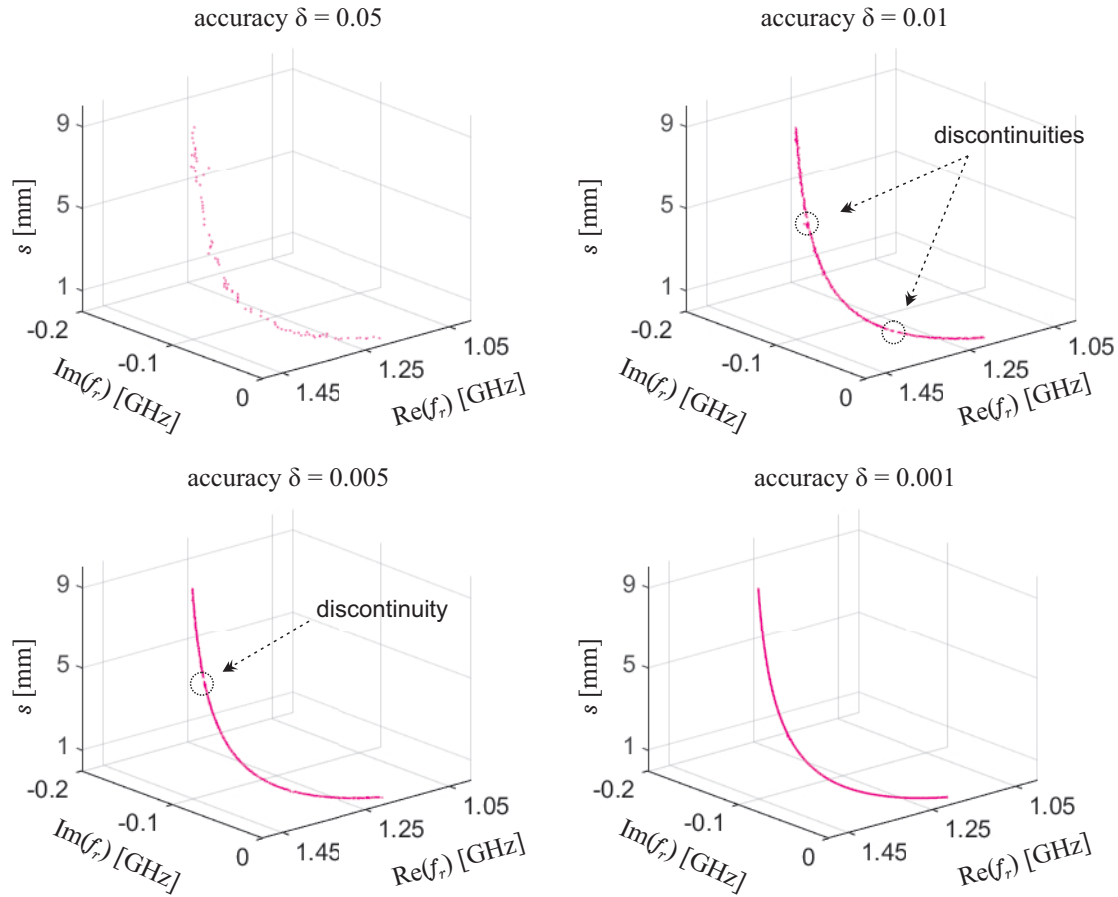 accuracy δ = 0.05
9
5
1
s [mm]
-0.2
-0.1
0
Im(fr) [GHz]
1.45
1.25
1.05
Re(fr) [GHz]
accuracy δ = 0.01
discontinuities
9
5
1
s [mm]
-0.2
-0.1
0
Im(fr) [GHz]
1.45
1.25
1.05
Re(fr) [GHz]
accuracy δ = 0.005
discontinuity
9
5
1
s [mm]
-0.2
-0.1
0
Im(fr) [GHz]
1.45
1.25
1.05
Re(fr) [GHz]
accuracy δ = 0.001
9
5
1
s [mm]
-0.2
-0.1
0
Im(fr) [GHz]
1.45
1.25
1.05
Re(fr) [GHz]